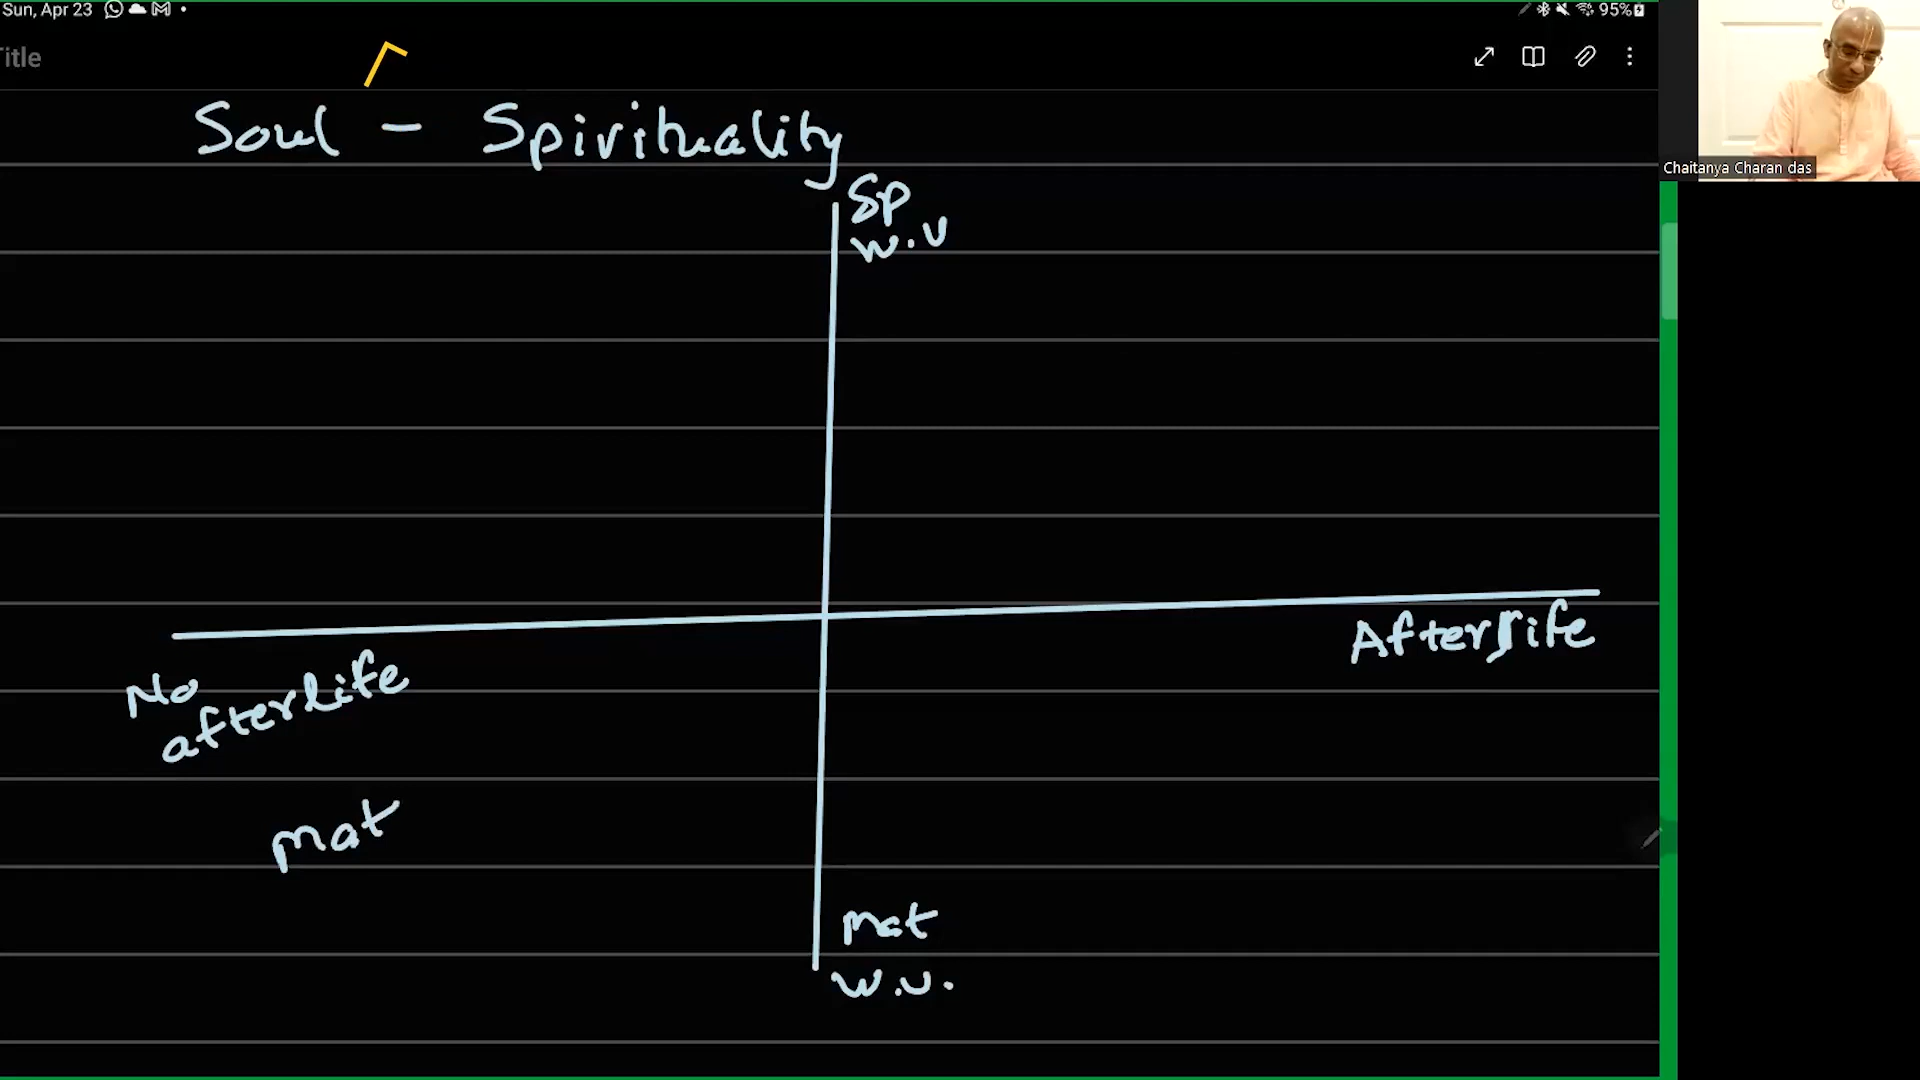 Sun, Apr 23
95%
Title
Soul - Spirituality
Sp
w.v
Afterlife
No
afterlife
mat
mat
w.v.
Chaitanya Charan das